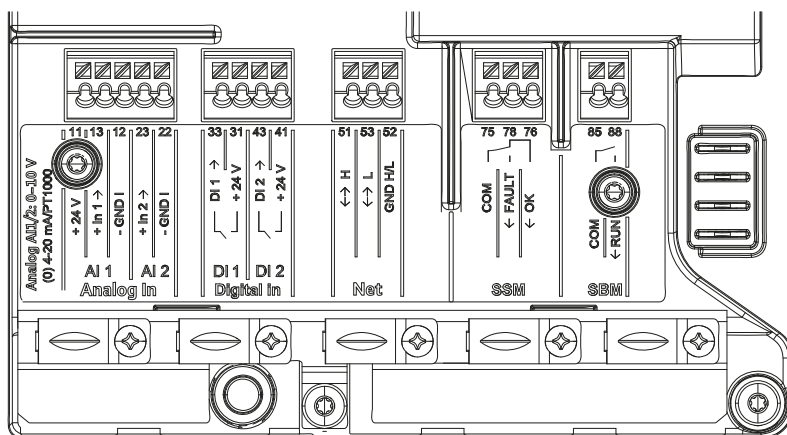 11 13 12 23 22
33 31 43 41
51 53 52
75 78 76
85 88
Analog AI1/2: 0–10 V
(0) 4-20 mA/PT1000
+ 24 V
+ In 1 →
- GND I
+ In 2 →
- GND I
DI 1 →
+ 24 V
DI 2 →
+ 24 V
↔ H
↔ L
GND H/L
COM
← FAULT
← OK
COM
← RUN
AI 1 AI 2
Analog In
DI 1 DI 2
Digital in
Net
SSM
SBM